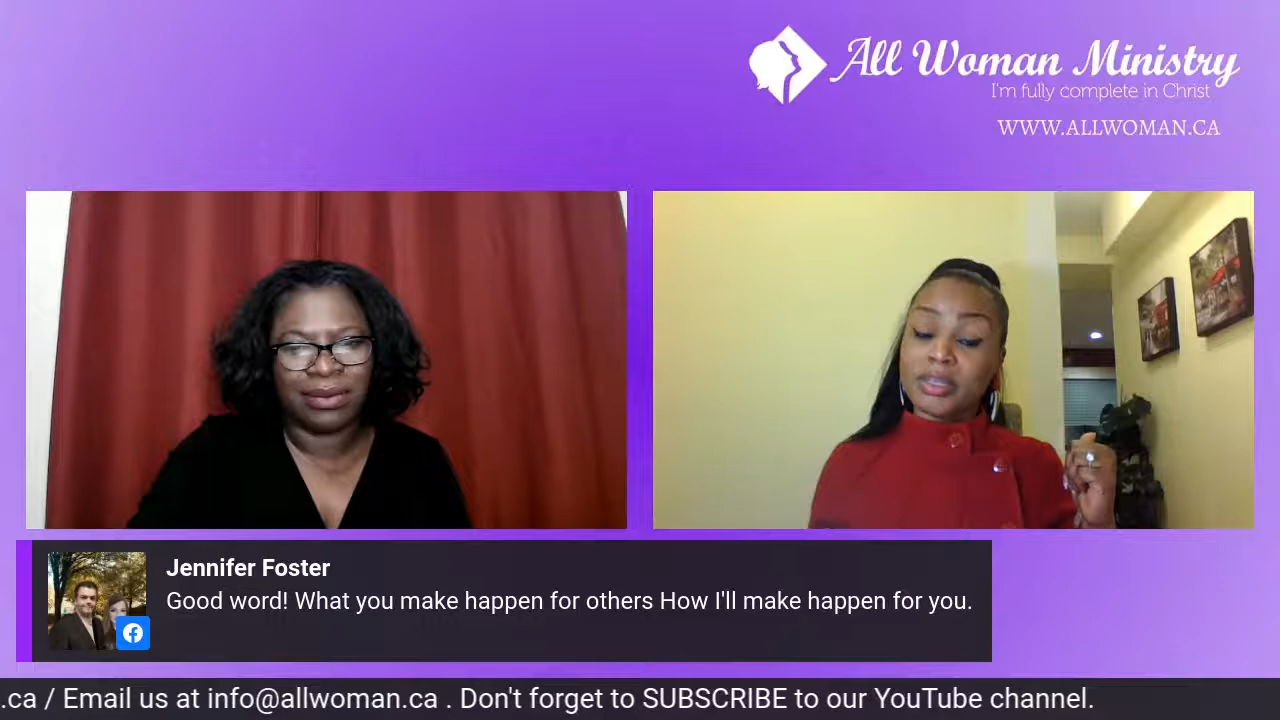 All Woman Ministry
I'm fully complete in Christ
WWW.ALLWOMAN.CA
Jennifer Foster
Good word! What you make happen for others How I'll make happen for you.
.ca / Email us at info@allwoman.ca . Don't forget to SUBSCRIBE to our YouTube channel.